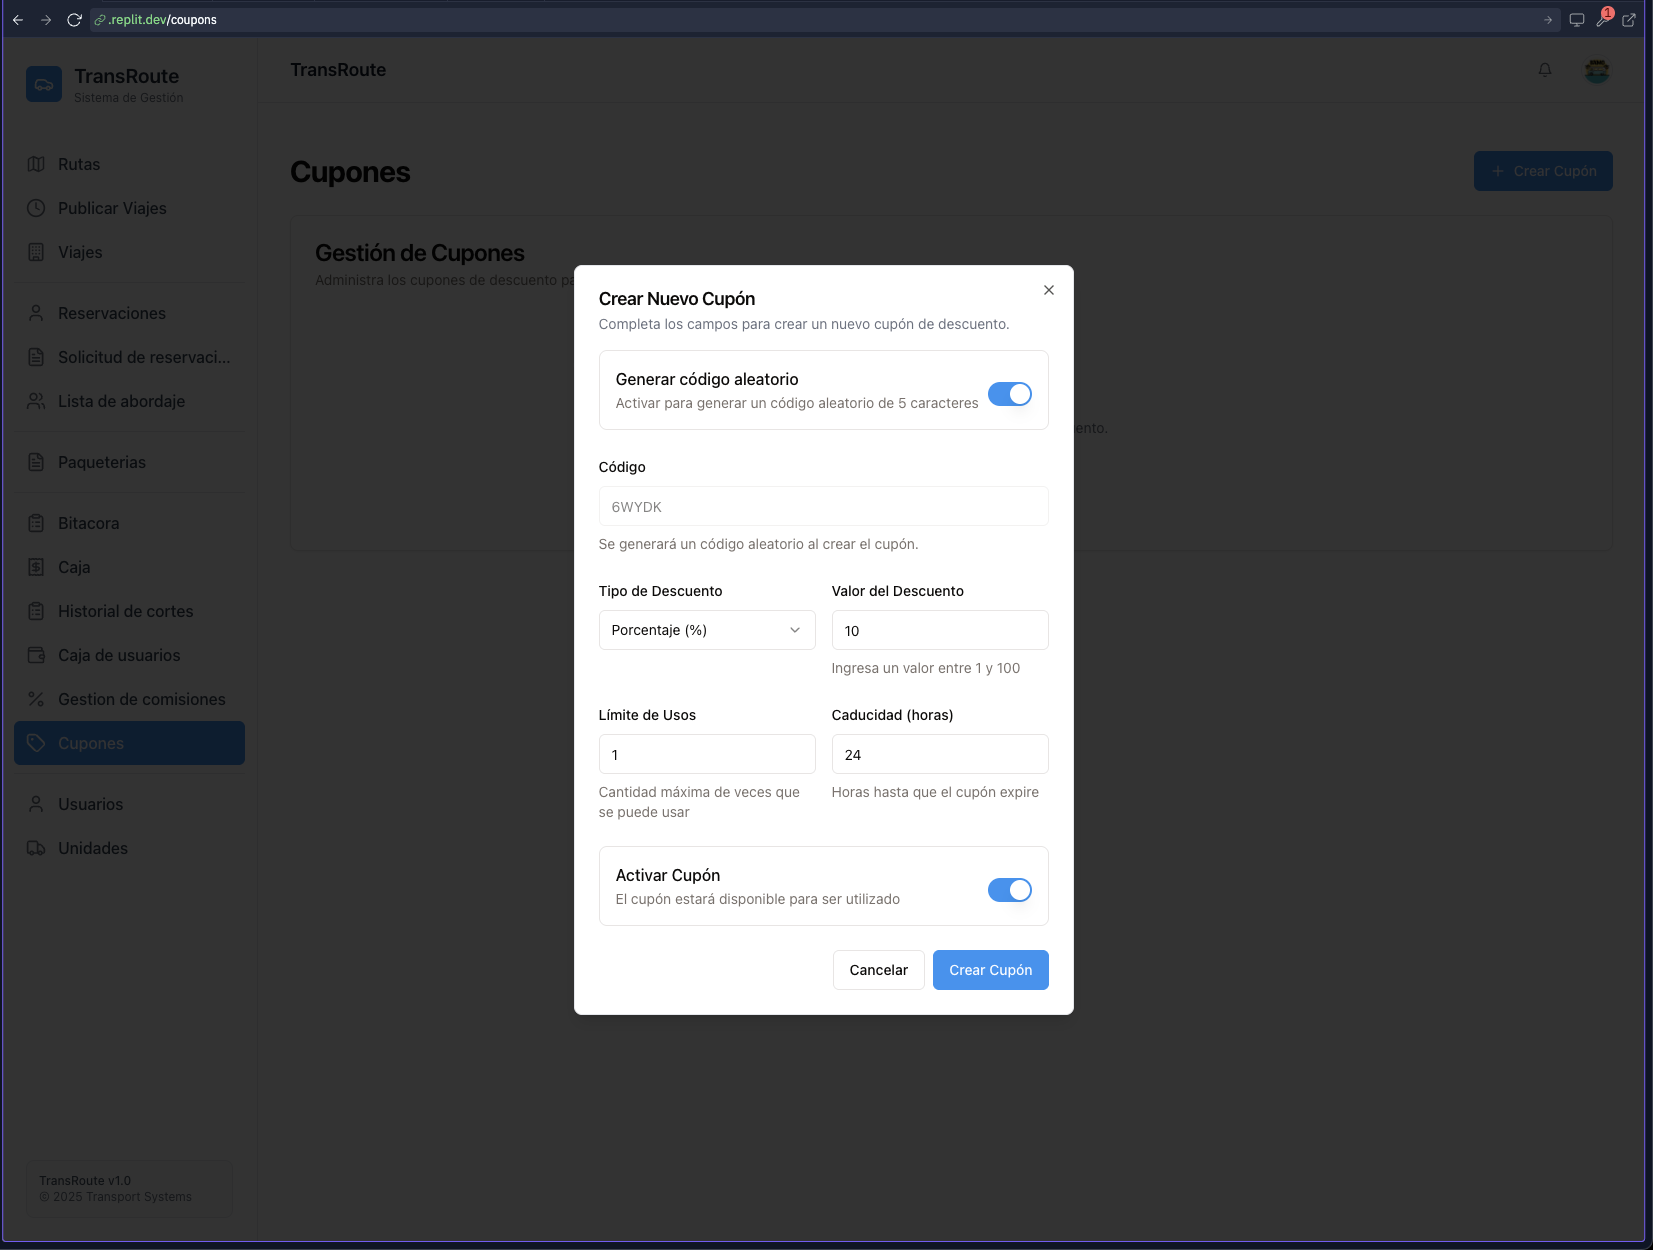 .replit.dev/coupons
1
TransRoute
Sistema de Gestión
TransRoute
Rutas
Publicar Viajes
Viajes
Reservaciones
Solicitud de reservaci...
Lista de abordaje
Paqueterias
Bitacora
Caja
Historial de cortes
Caja de usuarios
Gestion de comisiones
Cupones
Usuarios
Unidades
TransRoute v1.0
© 2025 Transport Systems
Cupones
+ Crear Cupón
Gestión de Cupones
Administra los cupones de descuento pa
ento.
Crear Nuevo Cupón
Completa los campos para crear un nuevo cupón de descuento.
Generar código aleatorio
Activar para generar un código aleatorio de 5 caracteres
Código
6WYDK
Se generará un código aleatorio al crear el cupón.
Tipo de Descuento
Porcentaje (%)
Valor del Descuento
10
Ingresa un valor entre 1 y 100
Límite de Usos
1
Cantidad máxima de veces que
se puede usar
Caducidad (horas)
24
Horas hasta que el cupón expire
Activar Cupón
El cupón estará disponible para ser utilizado
Cancelar
Crear Cupón